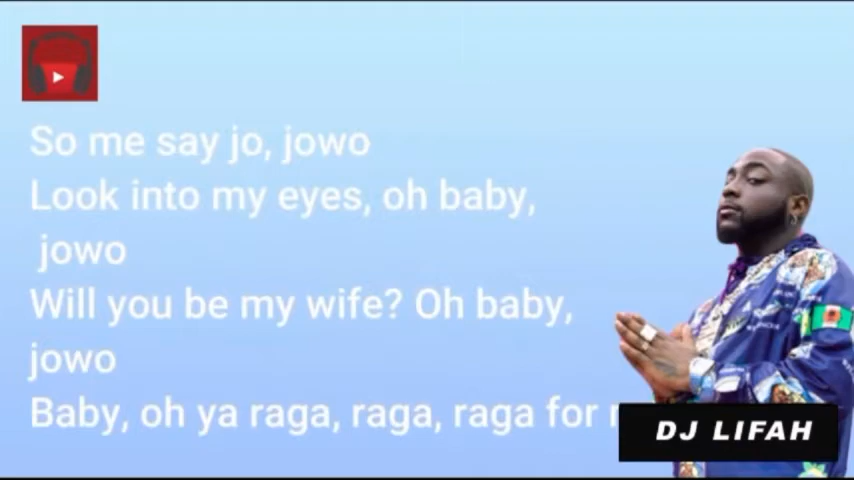 So me say jo, jowo
Look into my eyes, oh baby,
jowo
Will you be my wife? Oh baby,
jowo
Baby, oh ya raga, raga, raga for
DJ LIFAH